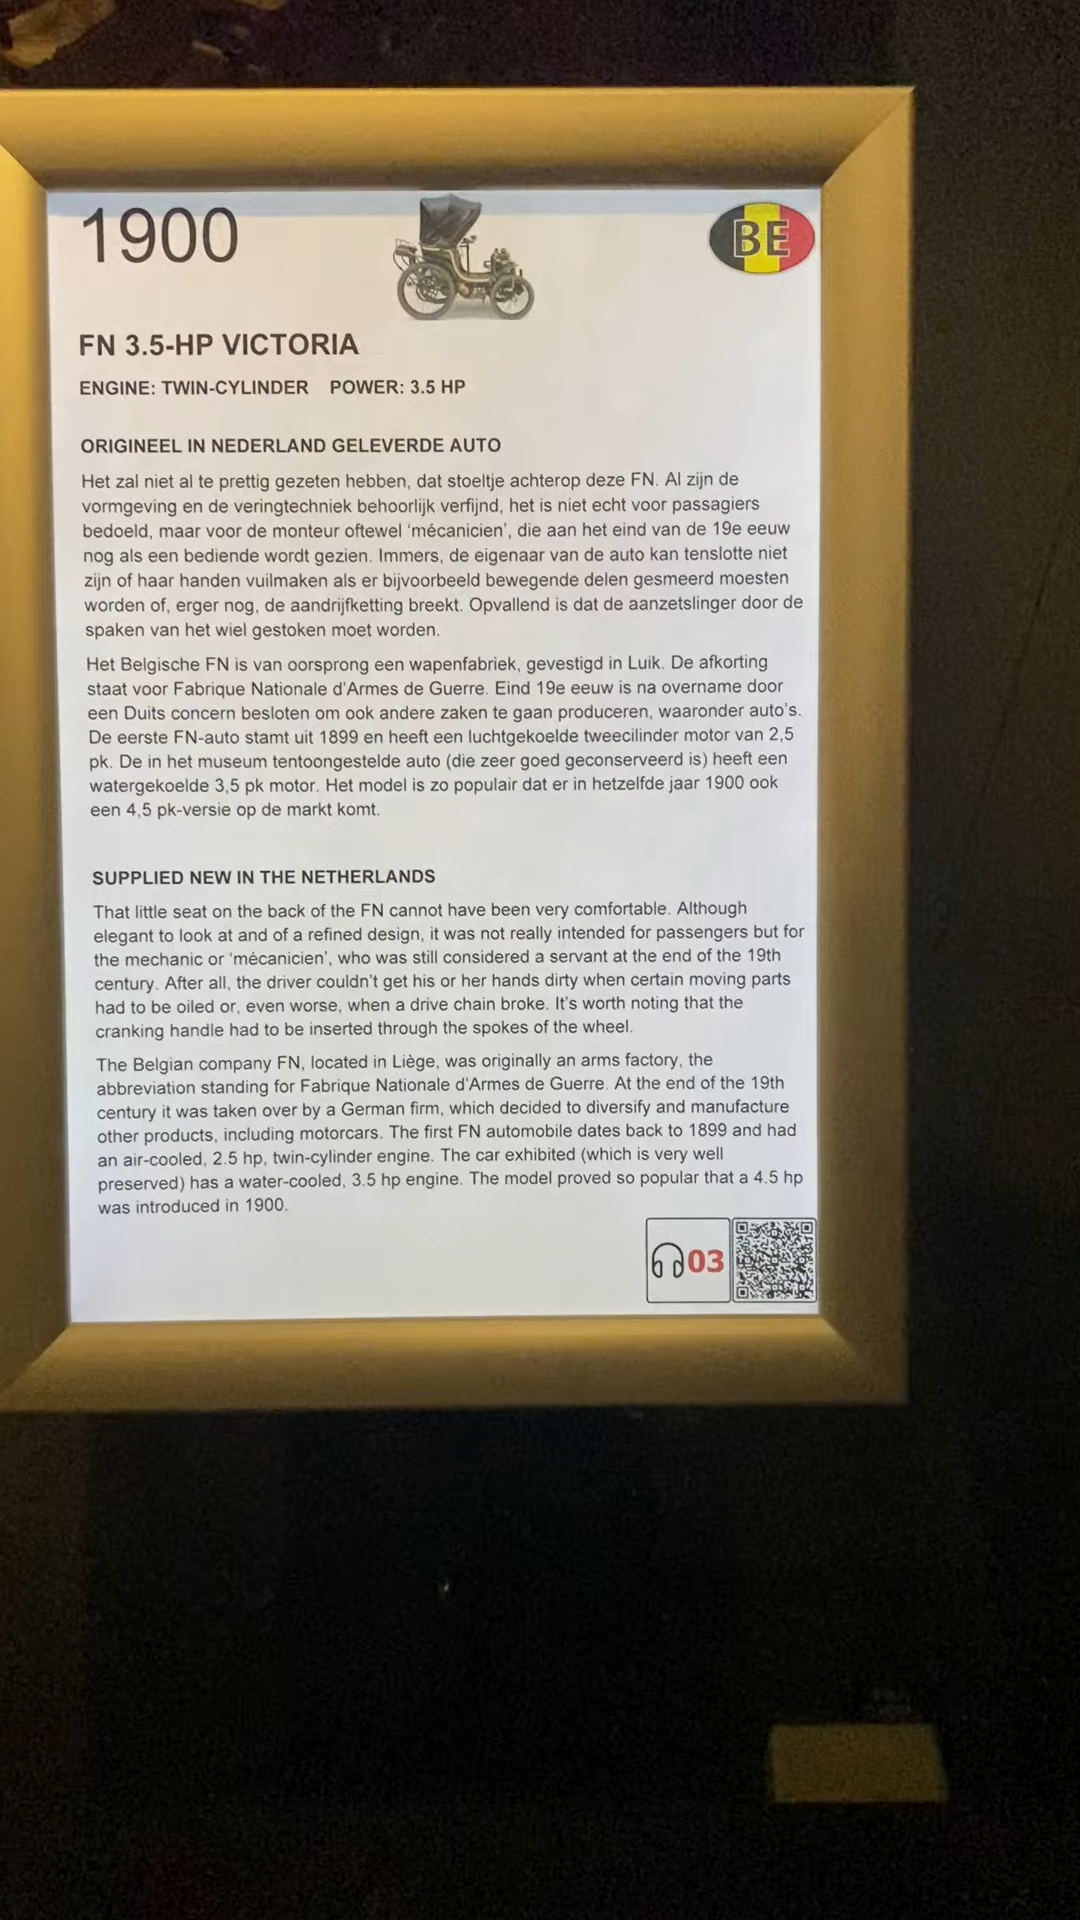 1900
BE
FN 3.5-HP VICTORIA
ENGINE: TWIN-CYLINDER POWER: 3.5 HP
ORIGINEEL IN NEDERLAND GELEVERDE AUTO
Het zal niet al te prettig gezeten hebben, dat stoeltje achterop deze FN. Al zijn de
vormgeving en de veringtechniek behoorlijk verfijnd, het is niet echt voor passagiers
bedoeld, maar voor de monteur oftewel ‘mécanicien’, die aan het eind van de 19e eeuw
nog als een bediende wordt gezien. Immers, de eigenaar van de auto kan tenslotte niet
zijn of haar handen vuilmaken als er bijvoorbeeld bewegende delen gesmeerd moesten
worden of, erger nog, de aandrijfketting breekt. Opvallend is dat de aanzetslinger door de
spaken van het wiel gestoken moet worden.
Het Belgische FN is van oorsprong een wapenfabriek, gevestigd in Luik. De afkorting
staat voor Fabrique Nationale d'Armes de Guerre. Eind 19e eeuw is na overname door
een Duits concern besloten om ook andere zaken te gaan produceren, waaronder auto's.
De eerste FN-auto stamt uit 1899 en heeft een luchtgekoelde tweecilinder motor van 2,5
pk. De in het museum tentoongestelde auto (die zeer goed geconserveerd is) heeft een
watergekoelde 3,5 pk motor. Het model is zo populair dat er in hetzelfde jaar 1900 ook
een 4,5 pk-versie op de markt komt.
SUPPLIED NEW IN THE NETHERLANDS
That little seat on the back of the FN cannot have been very comfortable. Although
elegant to look at and of a refined design, it was not really intended for passengers but for
the mechanic or ‘mécanicien’, who was still considered a servant at the end of the 19th
century. After all, the driver couldn't get his or her hands dirty when certain moving parts
had to be oiled or, even worse, when a drive chain broke. It's worth noting that the
cranking handle had to be inserted through the spokes of the wheel.
The Belgian company FN, located in Liège, was originally an arms factory, the
abbreviation standing for Fabrique Nationale d'Armes de Guerre. At the end of the 19th
century it was taken over by a German firm, which decided to diversify and manufacture
other products, including motorcars. The first FN automobile dates back to 1899 and had
an air-cooled, 2.5 hp, twin-cylinder engine. The car exhibited (which is very well
preserved) has a water-cooled, 3.5 hp engine. The model proved so popular that a 4.5 hp
was introduced in 1900.
03